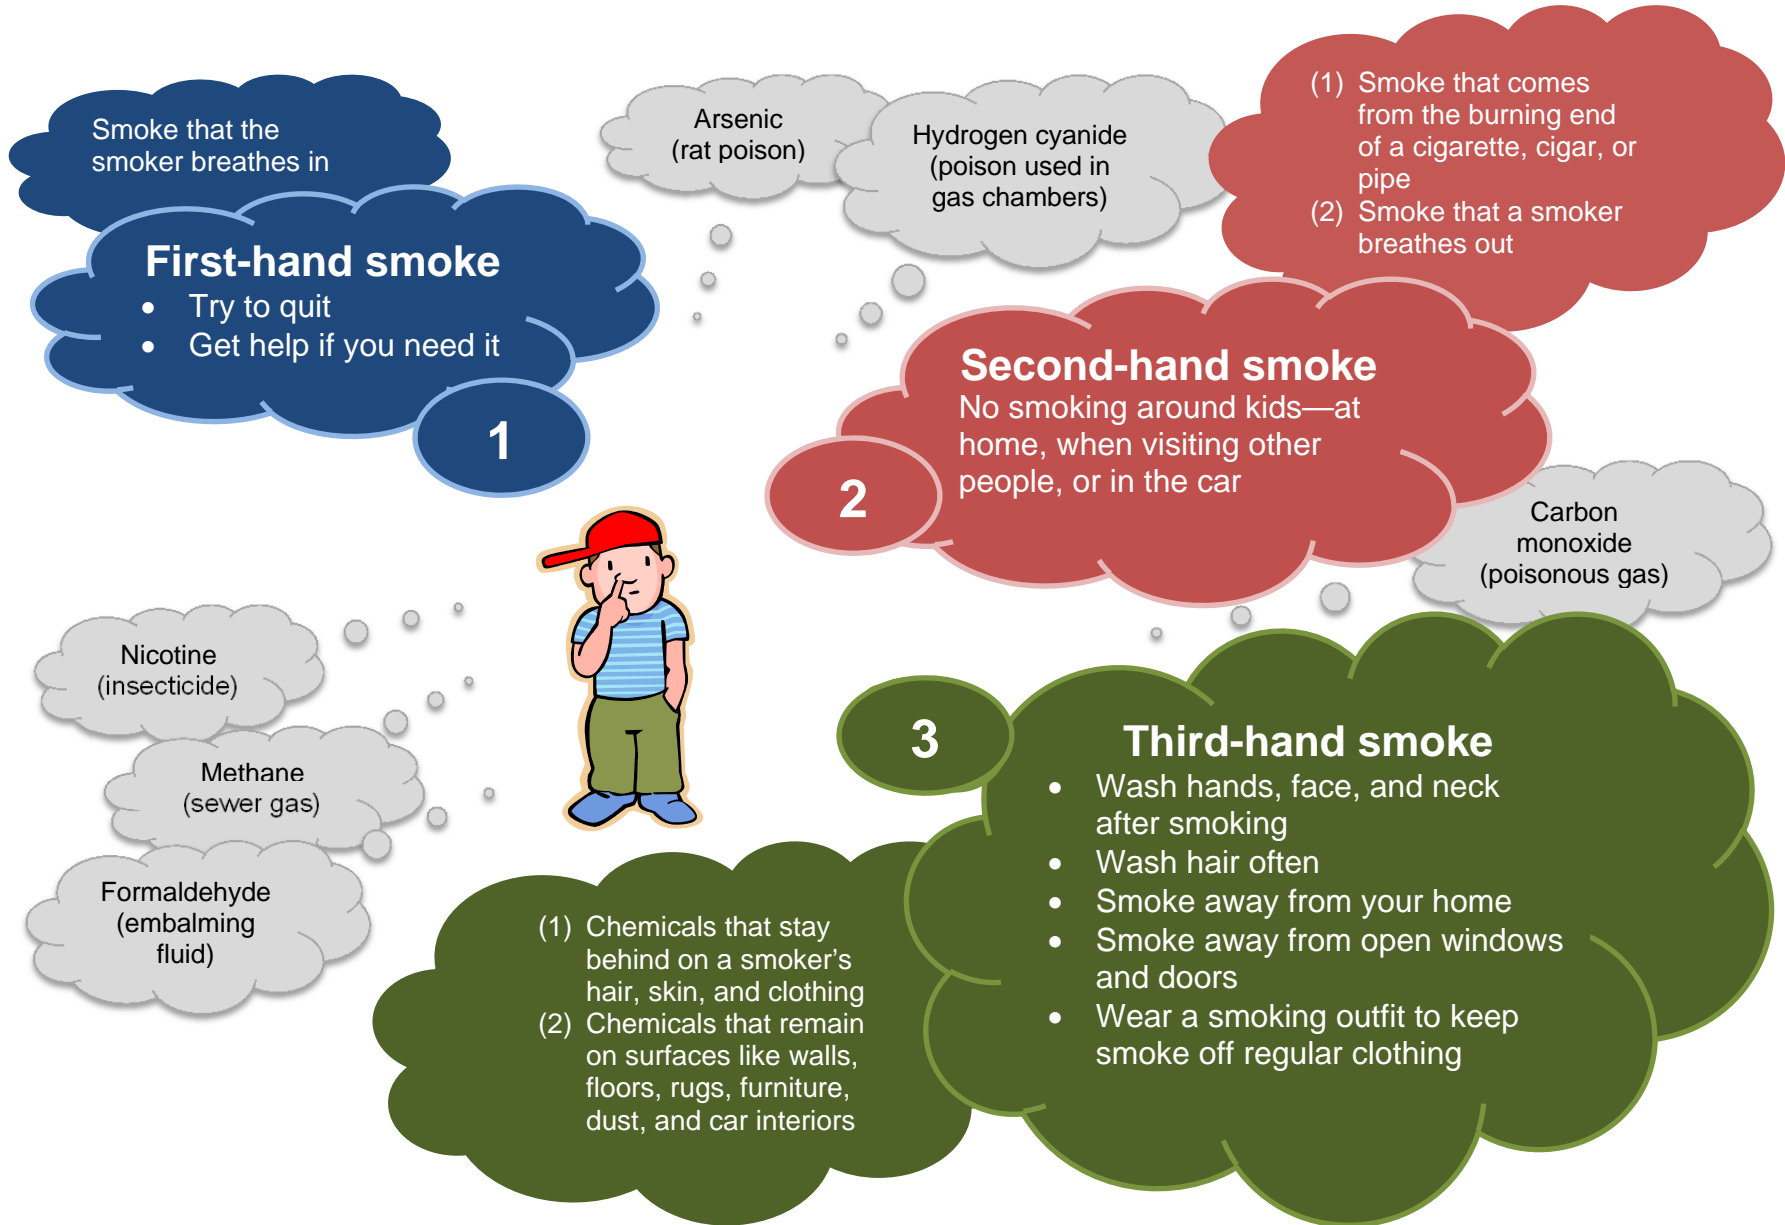 Smoke that the
smoker breathes in
First-hand smoke
• Try to quit
• Get help if you need it
1
Arsenic
(rat poison)
Hydrogen cyanide
(poison used in
gas chambers)
(1) Smoke that comes
from the burning end
of a cigarette, cigar, or
pipe
(2) Smoke that a smoker
breathes out
Second-hand smoke
No smoking around kids—at
home, when visiting other
people, or in the car
2
Carbon
monoxide
(poisonous gas)
Nicotine
(insecticide)
Methane
(sewer gas)
Formaldehyde
(embalming
fluid)
3
Third-hand smoke
• Wash hands, face, and neck
after smoking
• Wash hair often
• Smoke away from your home
• Smoke away from open windows
and doors
• Wear a smoking outfit to keep
smoke off regular clothing
(1) Chemicals that stay
behind on a smoker’s
hair, skin, and clothing
(2) Chemicals that remain
on surfaces like walls,
floors, rugs, furniture,
dust, and car interiors